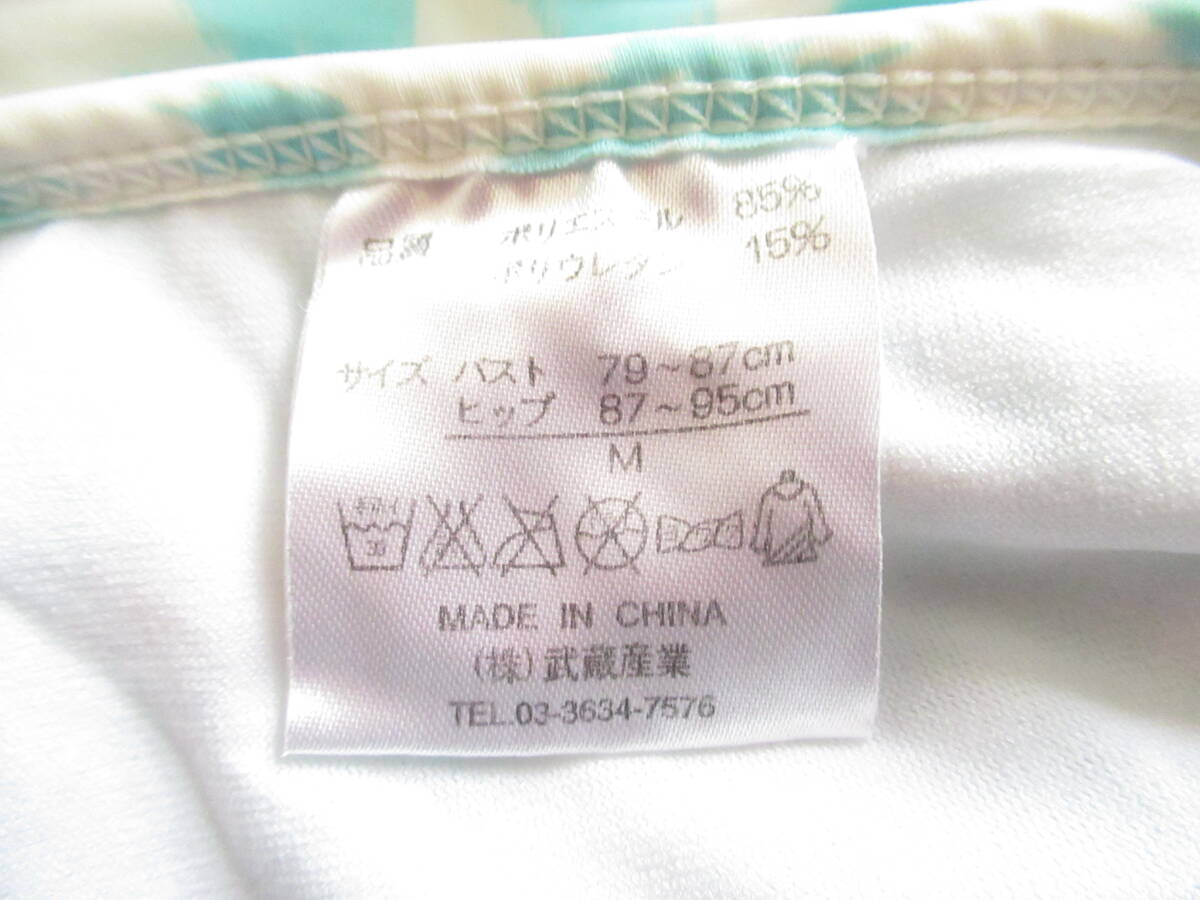 品質 ポリエステル 85%
ポリウレタン 15%
サイズ バスト 79~87cm
ヒップ 87~95cm
M
30
MADE IN CHINA
(株)武蔵産業
TEL.03-3634-7576